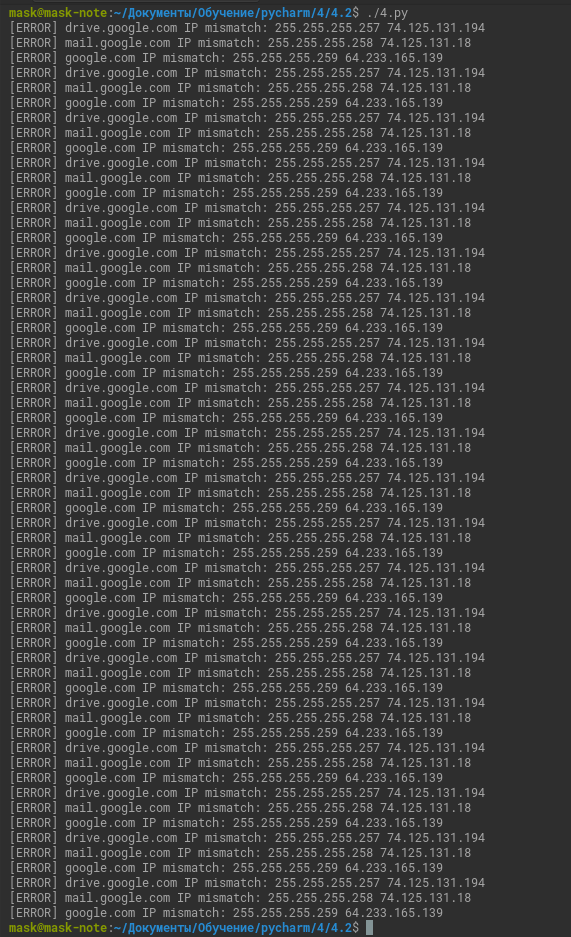 mask@mask-note:~/Документы/Обучение/pycharm/4/4.2$ ./4.py
[ERROR] drive.google.com IP mismatch: 255.255.255.257 74.125.131.194
[ERROR] mail.google.com IP mismatch: 255.255.255.258 74.125.131.18
[ERROR] google.com IP mismatch: 255.255.255.259 64.233.165.139
[ERROR] drive.google.com IP mismatch: 255.255.255.257 74.125.131.194
[ERROR] mail.google.com IP mismatch: 255.255.255.258 74.125.131.18
[ERROR] google.com IP mismatch: 255.255.255.259 64.233.165.139
[ERROR] drive.google.com IP mismatch: 255.255.255.257 74.125.131.194
[ERROR] mail.google.com IP mismatch: 255.255.255.258 74.125.131.18
[ERROR] google.com IP mismatch: 255.255.255.259 64.233.165.139
[ERROR] drive.google.com IP mismatch: 255.255.255.257 74.125.131.194
[ERROR] mail.google.com IP mismatch: 255.255.255.258 74.125.131.18
[ERROR] google.com IP mismatch: 255.255.255.259 64.233.165.139
[ERROR] drive.google.com IP mismatch: 255.255.255.257 74.125.131.194
[ERROR] mail.google.com IP mismatch: 255.255.255.258 74.125.131.18
[ERROR] google.com IP mismatch: 255.255.255.259 64.233.165.139
[ERROR] drive.google.com IP mismatch: 255.255.255.257 74.125.131.194
[ERROR] mail.google.com IP mismatch: 255.255.255.258 74.125.131.18
[ERROR] google.com IP mismatch: 255.255.255.259 64.233.165.139
[ERROR] drive.google.com IP mismatch: 255.255.255.257 74.125.131.194
[ERROR] mail.google.com IP mismatch: 255.255.255.258 74.125.131.18
[ERROR] google.com IP mismatch: 255.255.255.259 64.233.165.139
[ERROR] drive.google.com IP mismatch: 255.255.255.257 74.125.131.194
[ERROR] mail.google.com IP mismatch: 255.255.255.258 74.125.131.18
[ERROR] google.com IP mismatch: 255.255.255.259 64.233.165.139
[ERROR] drive.google.com IP mismatch: 255.255.255.257 74.125.131.194
[ERROR] mail.google.com IP mismatch: 255.255.255.258 74.125.131.18
[ERROR] google.com IP mismatch: 255.255.255.259 64.233.165.139
[ERROR] drive.google.com IP mismatch: 255.255.255.257 74.125.131.194
[ERROR] mail.google.com IP mismatch: 255.255.255.258 74.125.131.18
[ERROR] google.com IP mismatch: 255.255.255.259 64.233.165.139
[ERROR] drive.google.com IP mismatch: 255.255.255.257 74.125.131.194
[ERROR] mail.google.com IP mismatch: 255.255.255.258 74.125.131.18
[ERROR] google.com IP mismatch: 255.255.255.259 64.233.165.139
[ERROR] drive.google.com IP mismatch: 255.255.255.257 74.125.131.194
[ERROR] mail.google.com IP mismatch: 255.255.255.258 74.125.131.18
[ERROR] google.com IP mismatch: 255.255.255.259 64.233.165.139
[ERROR] drive.google.com IP mismatch: 255.255.255.257 74.125.131.194
[ERROR] mail.google.com IP mismatch: 255.255.255.258 74.125.131.18
[ERROR] google.com IP mismatch: 255.255.255.259 64.233.165.139
[ERROR] drive.google.com IP mismatch: 255.255.255.257 74.125.131.194
[ERROR] mail.google.com IP mismatch: 255.255.255.258 74.125.131.18
[ERROR] google.com IP mismatch: 255.255.255.259 64.233.165.139
[ERROR] drive.google.com IP mismatch: 255.255.255.257 74.125.131.194
[ERROR] mail.google.com IP mismatch: 255.255.255.258 74.125.131.18
[ERROR] google.com IP mismatch: 255.255.255.259 64.233.165.139
[ERROR] drive.google.com IP mismatch: 255.255.255.257 74.125.131.194
[ERROR] mail.google.com IP mismatch: 255.255.255.258 74.125.131.18
[ERROR] google.com IP mismatch: 255.255.255.259 64.233.165.139
[ERROR] drive.google.com IP mismatch: 255.255.255.257 74.125.131.194
[ERROR] mail.google.com IP mismatch: 255.255.255.258 74.125.131.18
[ERROR] google.com IP mismatch: 255.255.255.259 64.233.165.139
[ERROR] drive.google.com IP mismatch: 255.255.255.257 74.125.131.194
[ERROR] mail.google.com IP mismatch: 255.255.255.258 74.125.131.18
[ERROR] google.com IP mismatch: 255.255.255.259 64.233.165.139
[ERROR] drive.google.com IP mismatch: 255.255.255.257 74.125.131.194
[ERROR] mail.google.com IP mismatch: 255.255.255.258 74.125.131.18
[ERROR] google.com IP mismatch: 255.255.255.259 64.233.165.139
[ERROR] drive.google.com IP mismatch: 255.255.255.257 74.125.131.194
[ERROR] mail.google.com IP mismatch: 255.255.255.258 74.125.131.18
[ERROR] google.com IP mismatch: 255.255.255.259 64.233.165.139
mask@mask-note:~/Документы/Обучение/pycharm/4/4.2$